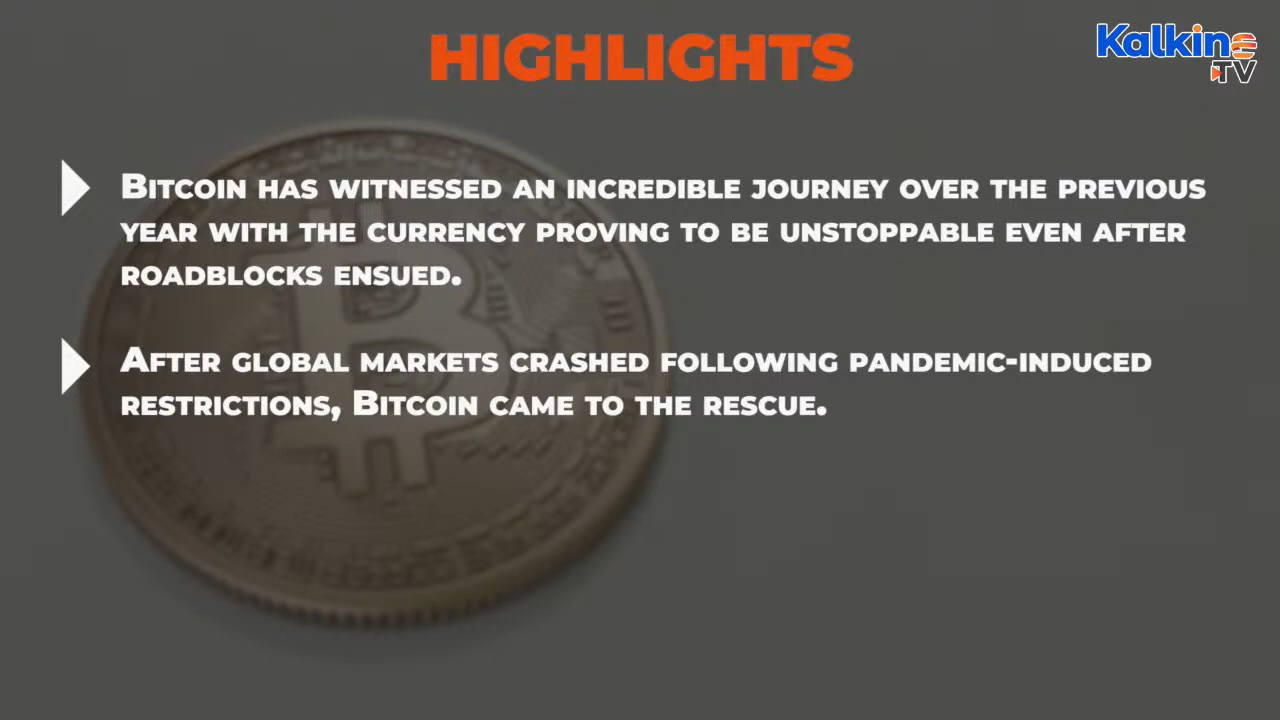 HIGHLIGHTS
Kalkine
TV
Bitcoin has witnessed an incredible journey over the previous
year with the currency proving to be unstoppable even after
roadblocks ensued.
After global markets crashed following pandemic-induced
restrictions, Bitcoin came to the rescue.